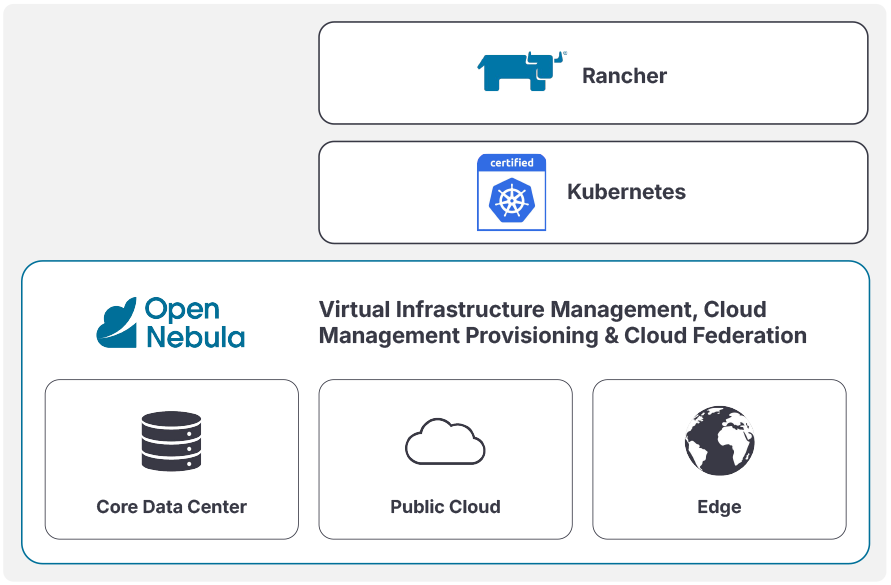 Rancher
certified
Kubernetes
Open
Nebula
Virtual Infrastructure Management, Cloud
Management Provisioning & Cloud Federation
Core Data Center
Public Cloud
Edge